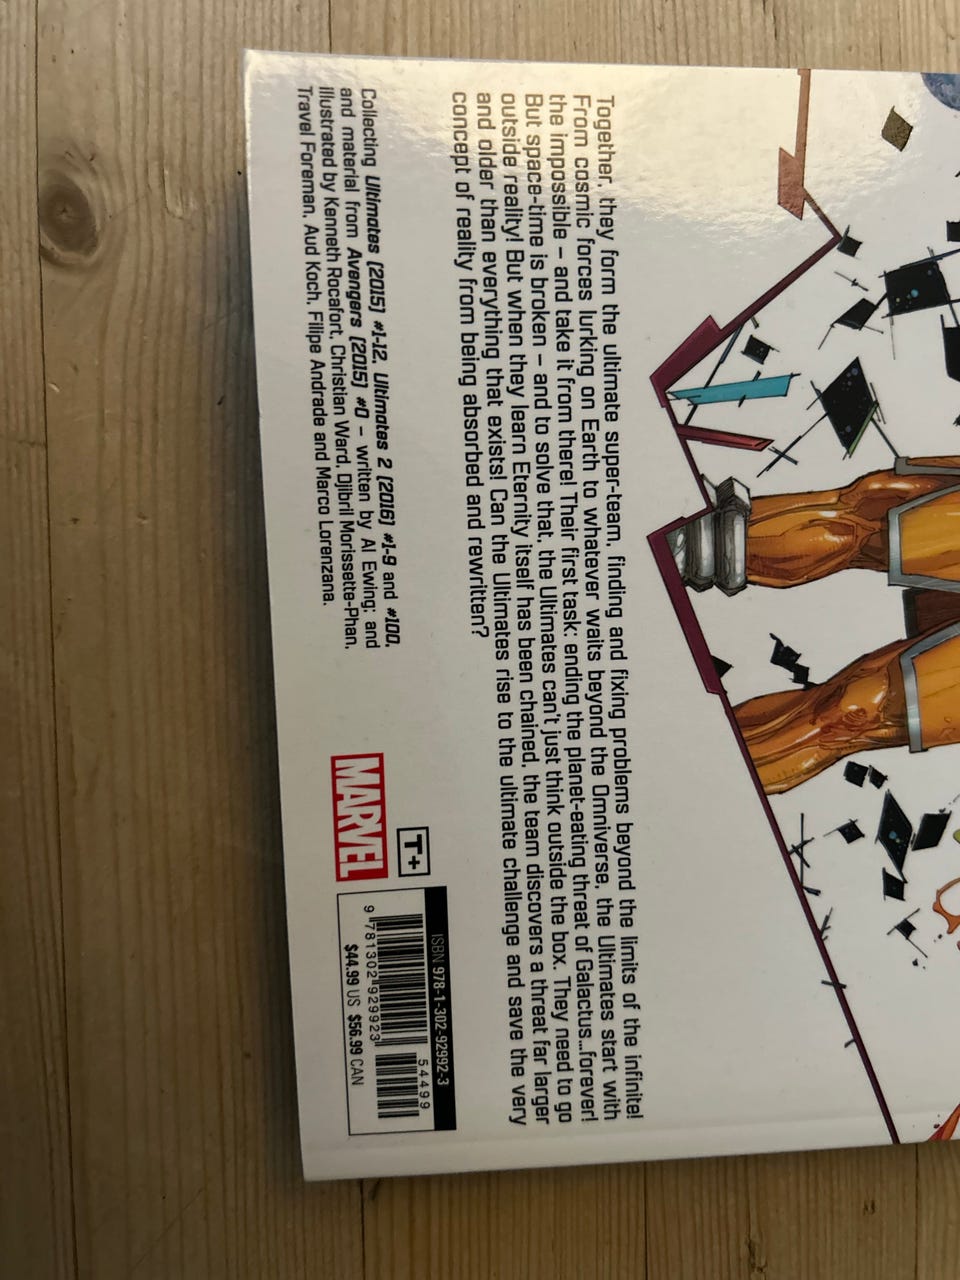 Together, they form the ultimate super-team, finding and fixing problems beyond the limits of the infinite!
From cosmic forces lurking on Earth to whatever waits beyond the Omniverse, the Ultimates start with
the impossible – and take it from there! Their first task: ending the planet-eating threat of Galactus...forever!
But space-time is broken – and to solve that, the Ultimates can't just think outside the box. They need to go
outside reality! But when they learn Eternity itself has been chained, the team discovers a threat far larger
and older than everything that exists! Can the Ultimates rise to the ultimate challenge and save the very
concept of reality from being absorbed and rewritten?
Collecting Ultimates (2015) #1-12, Ultimates 2 (2016) #1-9 and #100,
and material from Avengers (2015) #0 – written by Al Ewing; and
illustrated by Kenneth Rocafort, Christian Ward, Djibril Morissette-Phan,
Travel Foreman, Aud Koch, Filipe Andrade and Marco Lorenzana.
MARVEL
T+
ISBN 978-1-302-92992-3
54499
9 781302 929923
$44.99 US $56.99 CAN